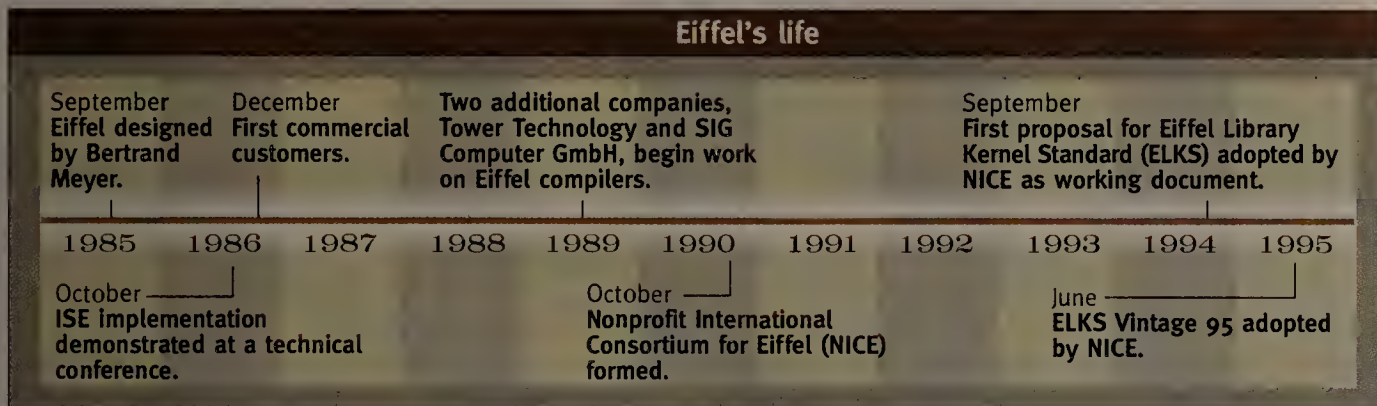 Eiffel's life
September
Eiffel designed
by Bertrand
Meyer.
December
First commercial
customers.
Two additional companies,
Tower Technology and SIG
Computer GmbH, begin work
on Eiffel compilers.
September
First proposal for Eiffel Library
Kernel Standard (ELKS) adopted by
NICE as working document.
1985 1986 1987 1988 1989 1990 1991 1992 1993 1994 1995
October
ISE implementation
demonstrated at a technical
conference.
October
Nonprofit International
Consortium for Eiffel (NICE)
formed.
June
ELKS Vintage 95 adopted
by NICE.